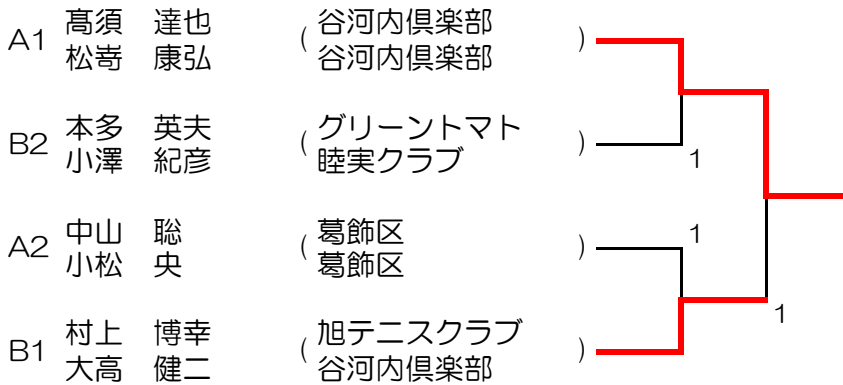 A1 髙須 達也 ( 谷河内倶楽部 )
松嵜 康弘 谷河内倶楽部
B2 本多 英夫 ( グリーントマト )
小澤 紀彦 睦実クラブ
1
A2 中山 聡 ( 葛飾区 )
小松 央 葛飾区
1
1
B1 村上 博幸 ( 旭テニスクラブ )
大高 健二 谷河内倶楽部